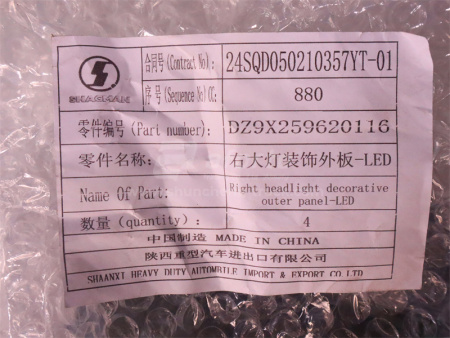 SHACMAN
合同号(Contract No): 24SQD050210357YT-01
序 号(Sequence No)CG: 880
零件编号(Part number): DZ9X259620116
零件名称: 右大灯装饰外板-LED
Name Of Part: Right headlight decorative outer panel-LED
数量(quantity): 4
中国制造 MADE IN CHINA
陕西重型汽车进出口有限公司
SHAANXI HEAVY DUTY AUTOMBILE IMPORT & EXPORT CO.LTD